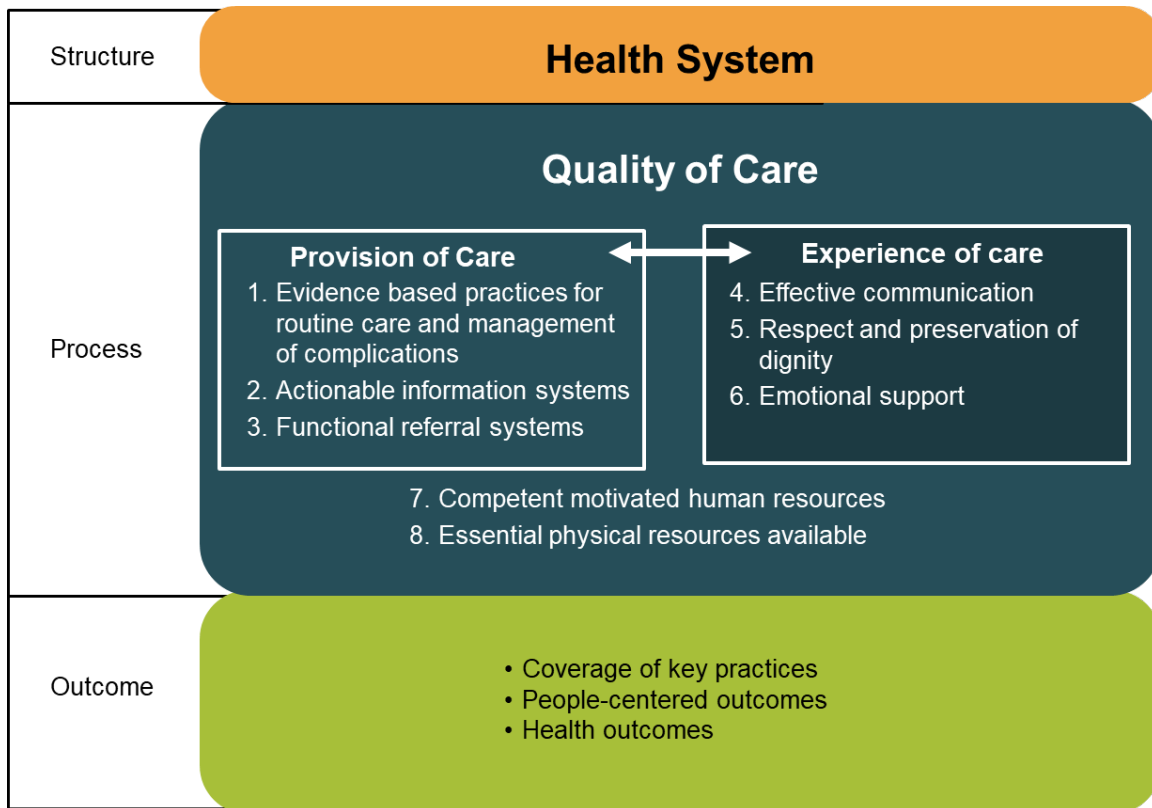 Structure
Health System
Process
Quality of Care
Provision of Care
1. Evidence based practices for
routine care and management
of complications
2. Actionable information systems
3. Functional referral systems
Experience of care
4. Effective communication
5. Respect and preservation of
dignity
6. Emotional support
7. Competent motivated human resources
8. Essential physical resources available
Outcome
• Coverage of key practices
• People-centered outcomes
• Health outcomes